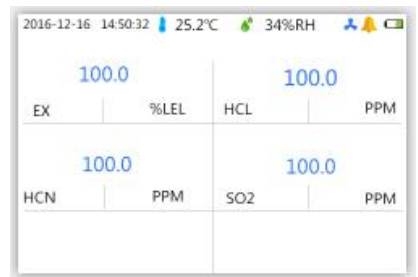 2016-12-16 14:50:32 25.2℃ 34%RH
100.0 100.0
EX %LEL HCL PPM
100.0 100.0
HCN PPM SO2 PPM